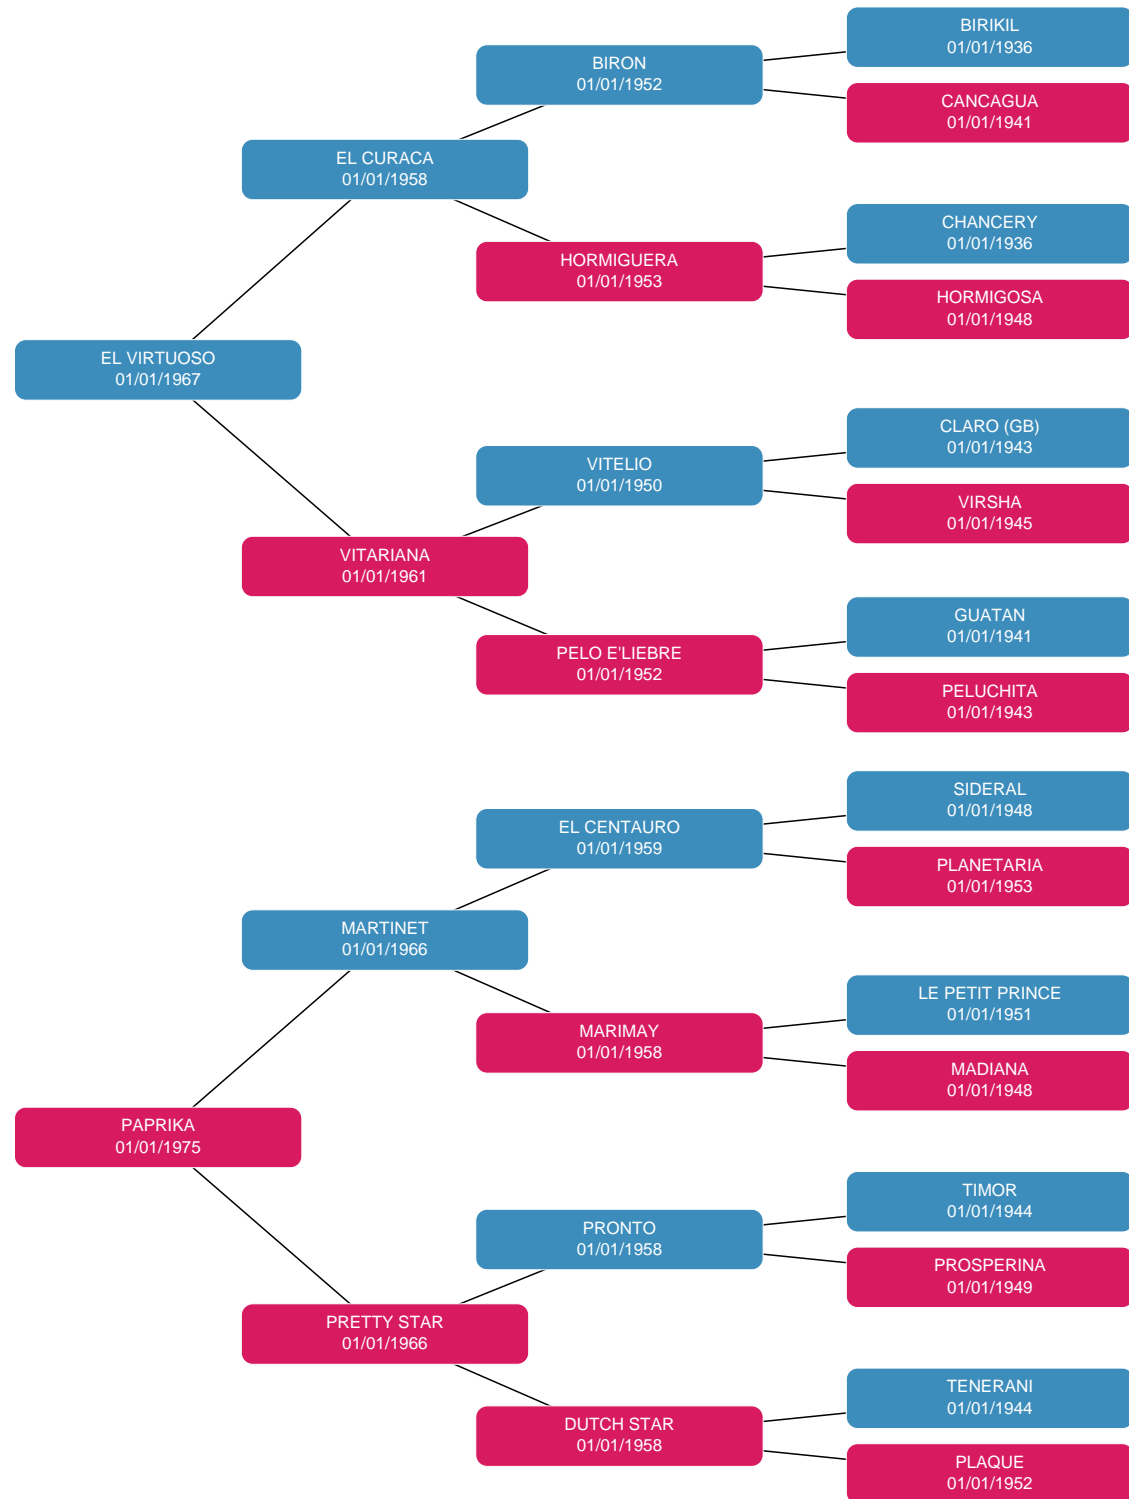 BIRIKIL
01/01/1936
BIRON
01/01/1952
CANCAGUA
01/01/1941
EL CURACA
01/01/1958
CHANCERY
01/01/1936
HORMIGUERA
01/01/1953
HORMIGOSA
01/01/1948
EL VIRTUOSO
01/01/1967
CLARO (GB)
01/01/1943
VITELIO
01/01/1950
VIRSHA
01/01/1945
VITARIANA
01/01/1961
GUATAN
01/01/1941
PELO E'LIEBRE
01/01/1952
PELUCHITA
01/01/1943
SIDERAL
01/01/1948
EL CENTAURO
01/01/1959
PLANETARIA
01/01/1953
MARTINET
01/01/1966
LE PETIT PRINCE
01/01/1951
MARIMAY
01/01/1958
MADIANA
01/01/1948
PAPRIKA
01/01/1975
TIMOR
01/01/1944
PRONTO
01/01/1958
PROSPERINA
01/01/1949
PRETTY STAR
01/01/1966
TENERANI
01/01/1944
DUTCH STAR
01/01/1958
PLAQUE
01/01/1952